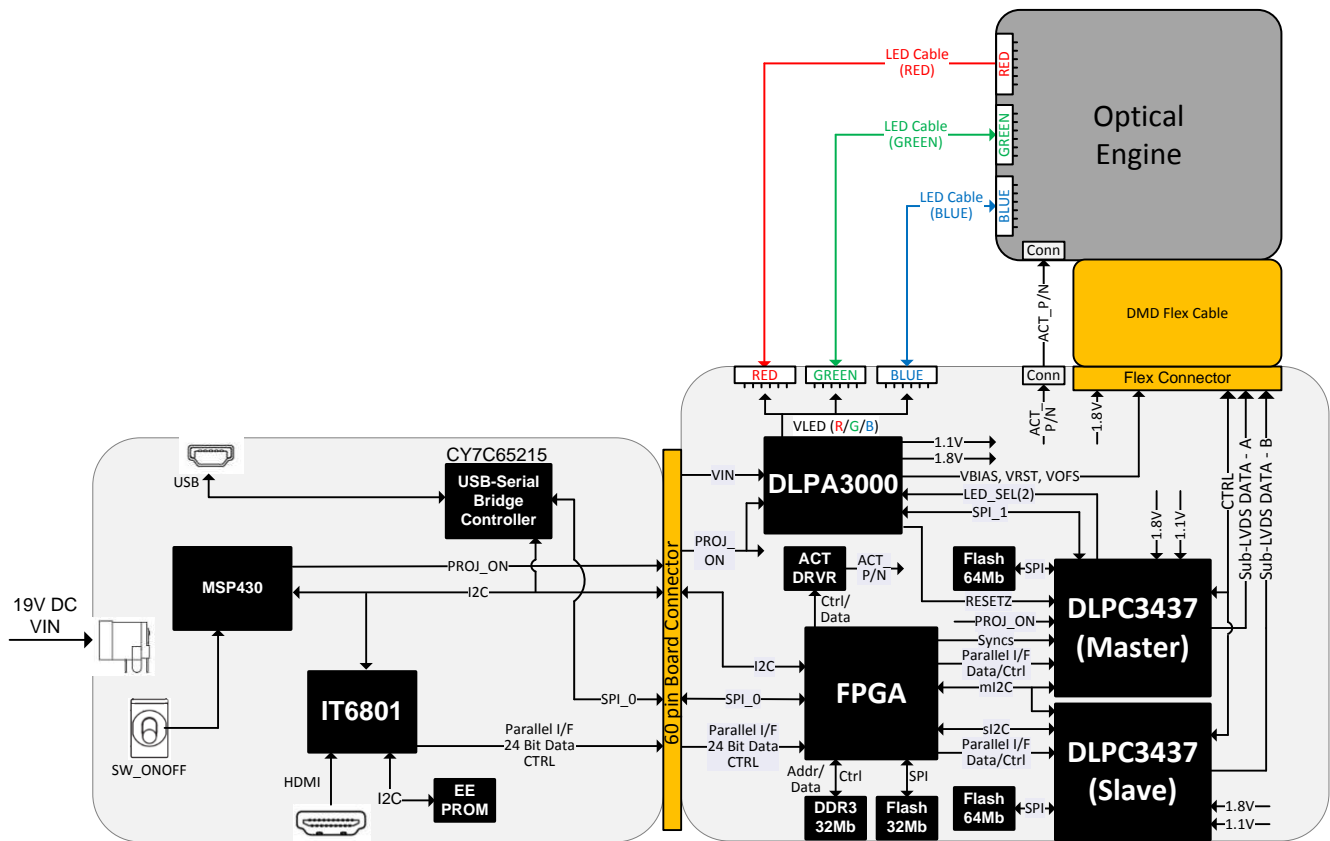 LED Cable
(RED)
RED
LED Cable
(GREEN)
GREEN
LED Cable
(BLUE)
BLUE
Optical
Engine
Conn
ACT_P/N
DMD Flex Cable
RED
GREEN
BLUE
Conn
Flex Connector
VLED (R/G/B)
ACT_
P/N
1.8V
CTRL
Sub-LVDS DATA - A
Sub-LVDS DATA - B
DLPA3000
1.1V
1.8V
VBIAS, VRST, VOFS
LED_SEL(2)
SPI_1
VIN
PROJ_
ON
1.8V
1.1V
USB
CY7C65215
USB-Serial
Bridge
Controller
MSP430
PROJ_ON
I2C
19V DC
VIN
SW_ONOFF
IT6801
SPI_0
Parallel I/F
24 Bit Data
CTRL
HDMI
I2C
EE
PROM
60 pin Board Connector
ACT
DRVR
ACT_
P/N
Ctrl/
Data
Flash
64Mb
SPI
RESETZ
PROJ_ON
Syncs
Parallel I/F
Data/Ctrl
mI2C
DLPC3437
(Master)
I2C
SPI_0
Parallel I/F
24 Bit Data
CTRL
FPGA
sI2C
Parallel I/F
Data/Ctrl
DLPC3437
(Slave)
Addr/
Data
Ctrl
SPI
DDR3
32Mb
Flash
32Mb
Flash
64Mb
SPI
1.8V
1.1V